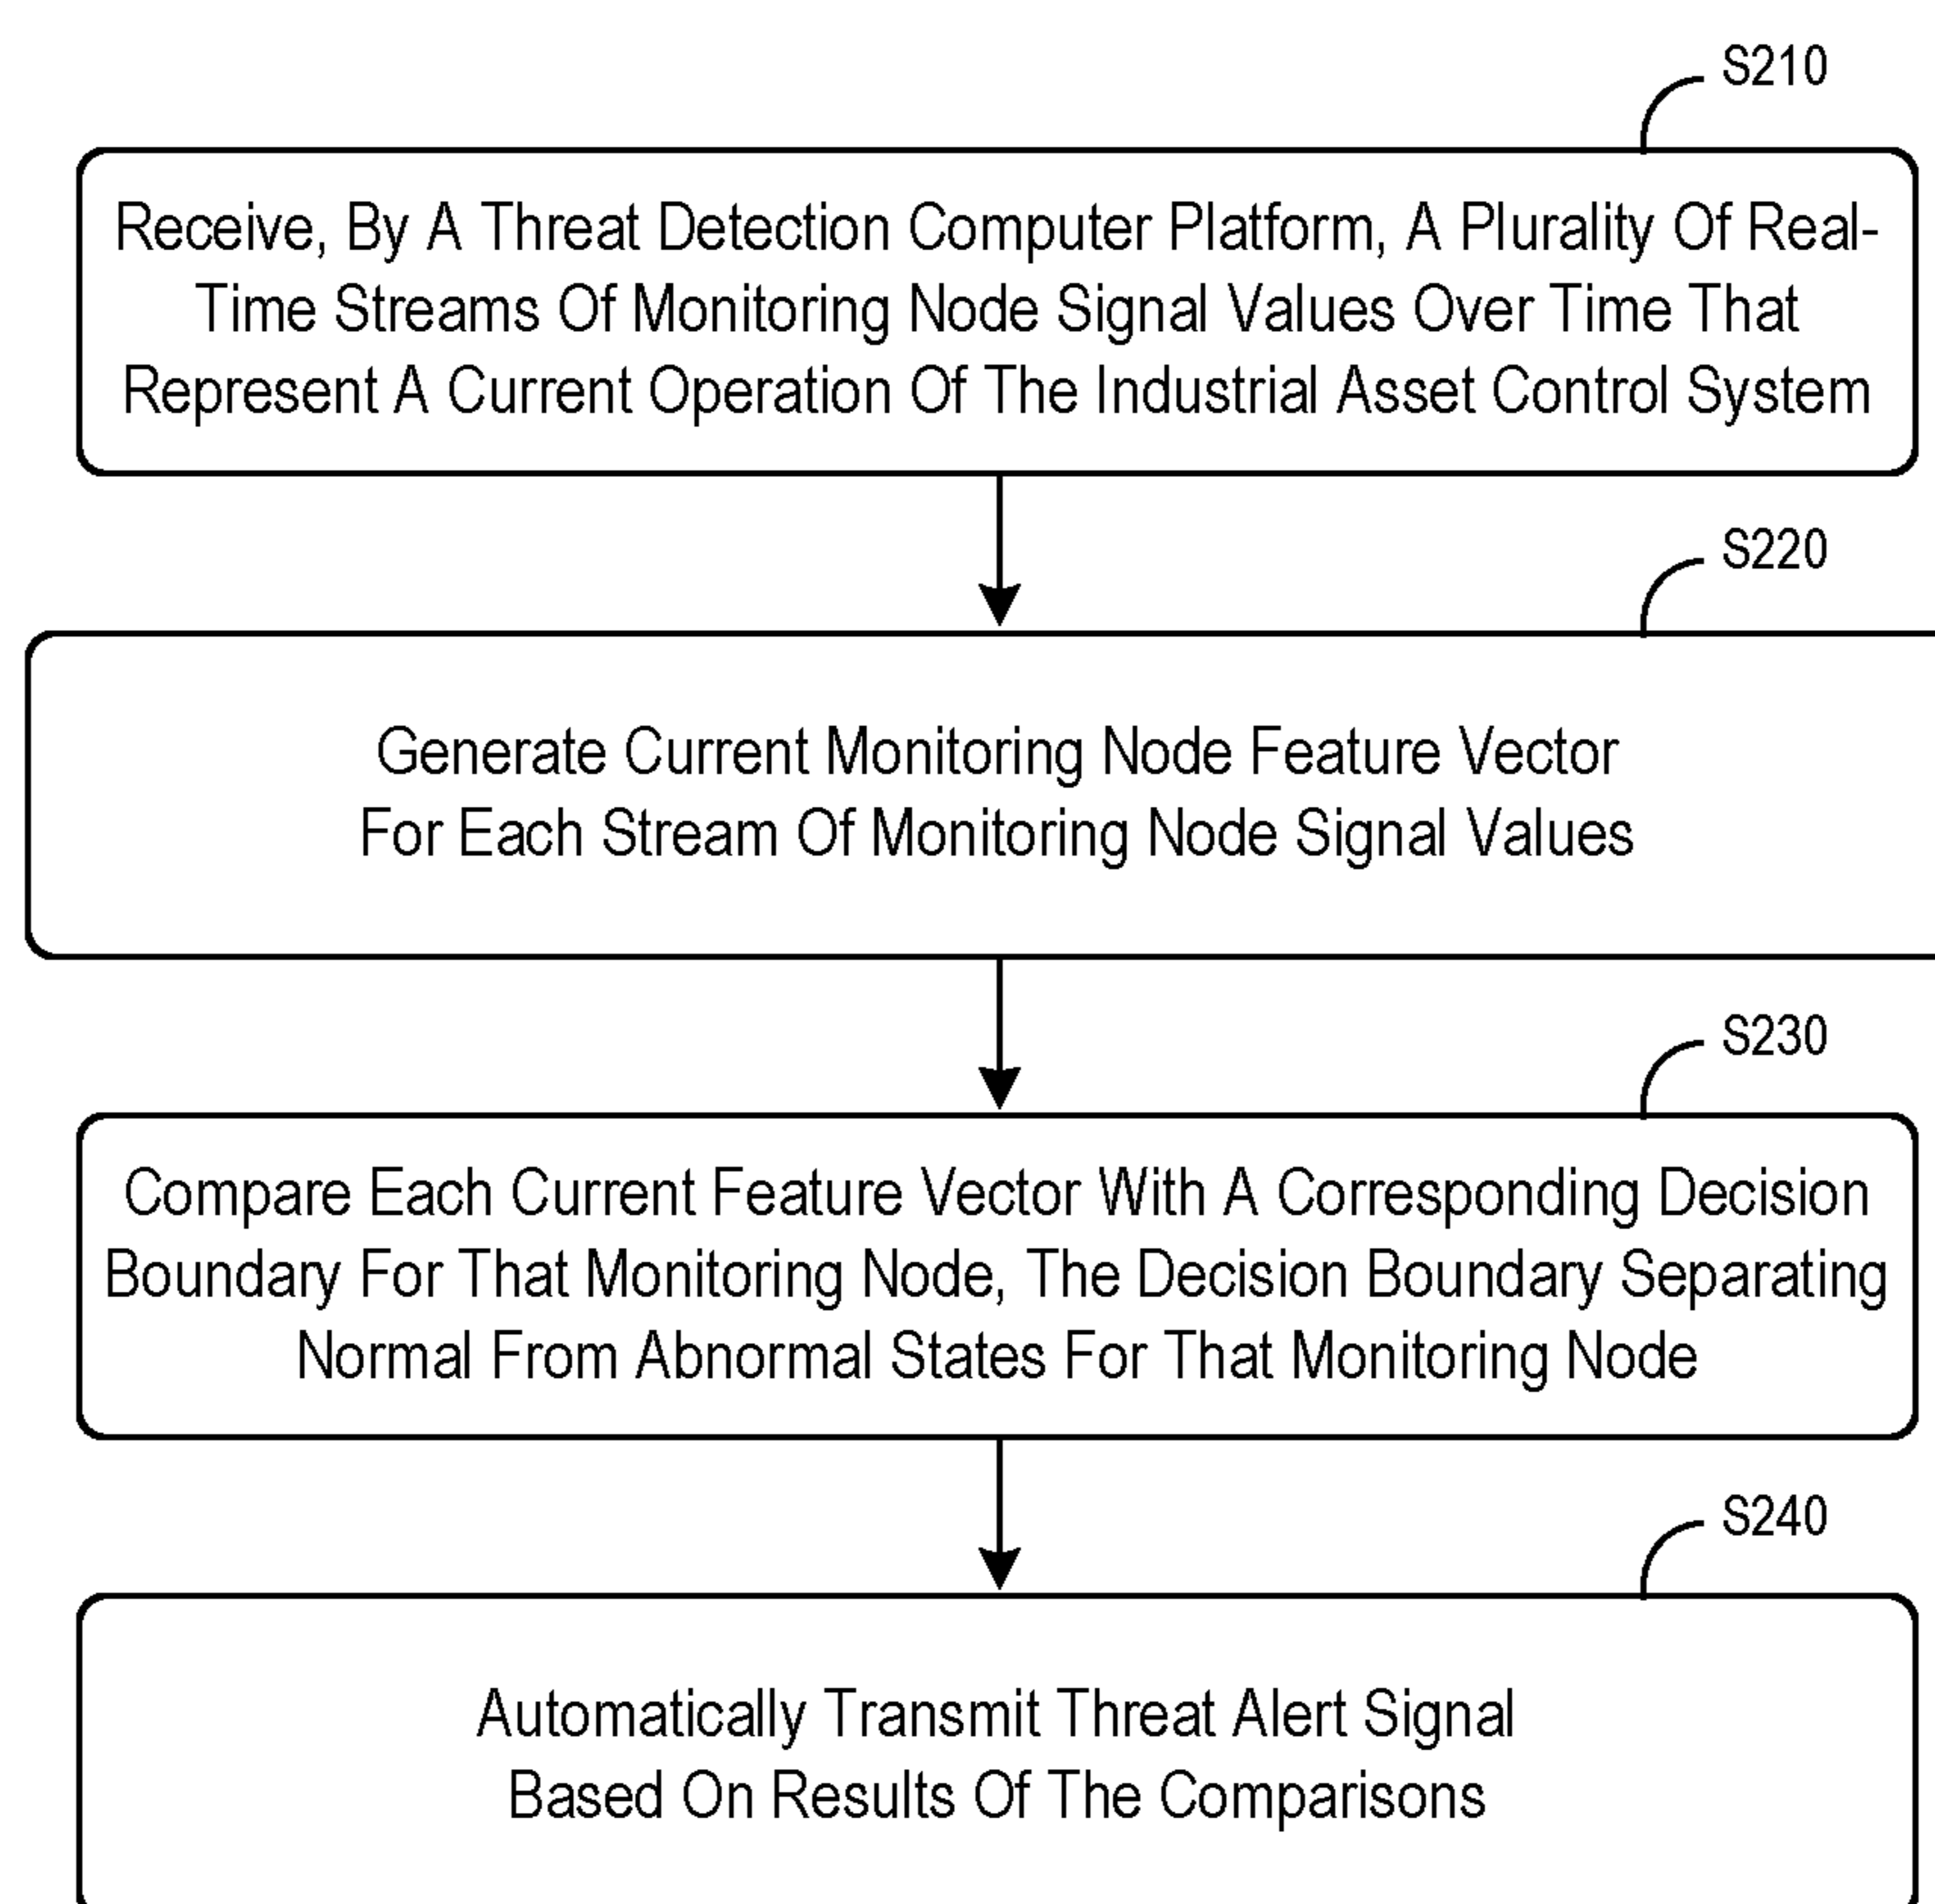 S210
Receive, By A Threat Detection Computer Platform, A Plurality Of Real-
Time Streams Of Monitoring Node Signal Values Over Time That
Represent A Current Operation Of The Industrial Asset Control System
S220
Generate Current Monitoring Node Feature Vector
For Each Stream Of Monitoring Node Signal Values
S230
Compare Each Current Feature Vector With A Corresponding Decision
Boundary For That Monitoring Node, The Decision Boundary Separating
Normal From Abnormal States For That Monitoring Node
S240
Automatically Transmit Threat Alert Signal
Based On Results Of The Comparisons